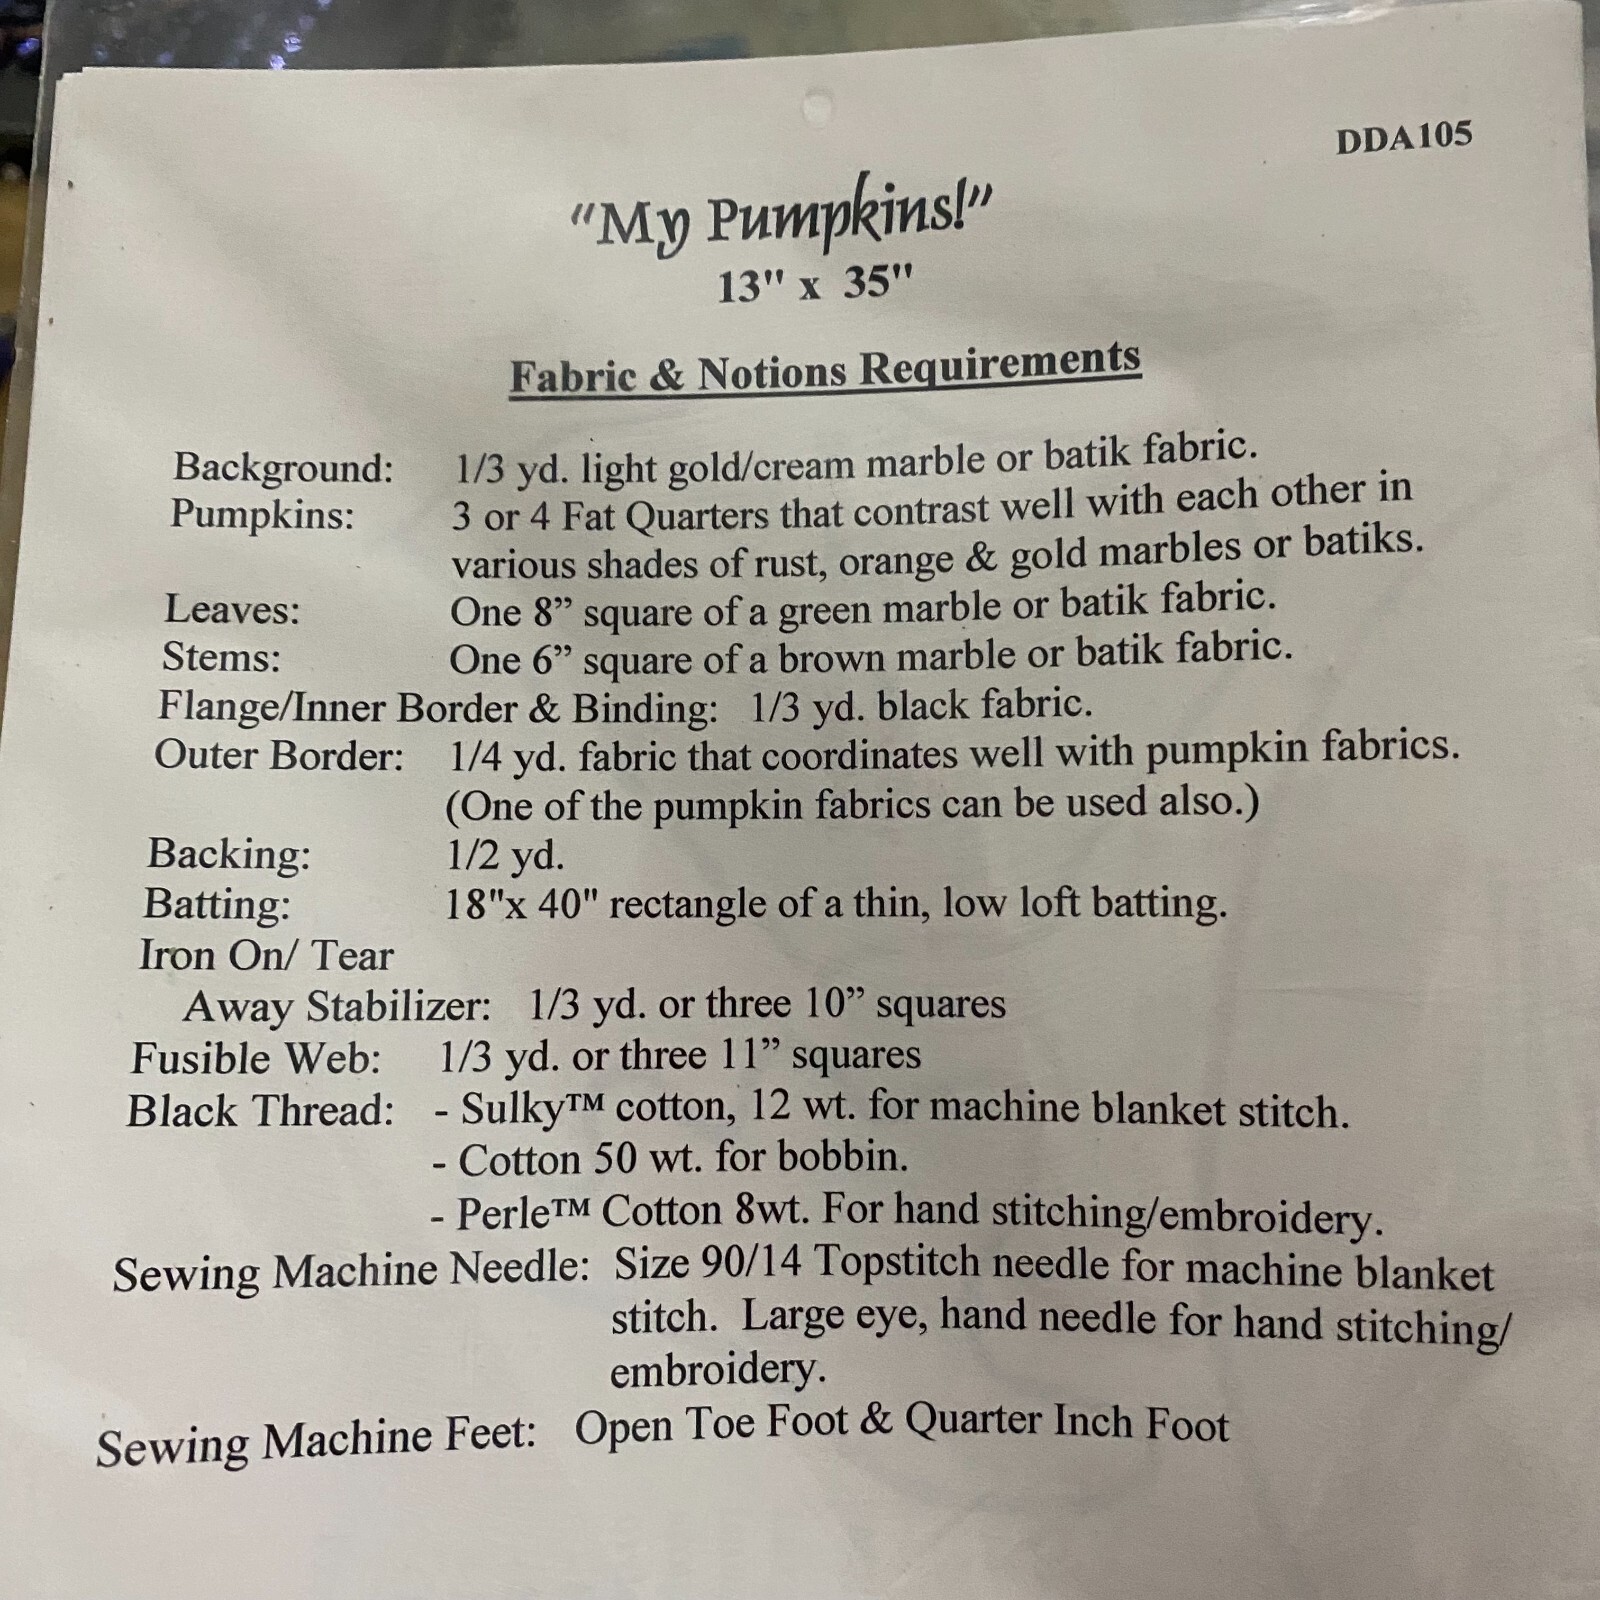 DDA105
“My Pumpkins!”
13" x 35"
Fabric & Notions Requirements
Background: 1/3 yd. light gold/cream marble or batik fabric.
Pumpkins: 3 or 4 Fat Quarters that contrast well with each other in
various shades of rust, orange & gold marbles or batiks.
Leaves: One 8” square of a green marble or batik fabric.
Stems: One 6” square of a brown marble or batik fabric.
Flange/Inner Border & Binding: 1/3 yd. black fabric.
Outer Border: 1/4 yd. fabric that coordinates well with pumpkin fabrics.
(One of the pumpkin fabrics can be used also.)
Backing: 1/2 yd.
Batting: 18"x 40" rectangle of a thin, low loft batting.
Iron On/ Tear
Away Stabilizer: 1/3 yd. or three 10” squares
Fusible Web: 1/3 yd. or three 11” squares
Black Thread: - Sulky™ cotton, 12 wt. for machine blanket stitch.
- Cotton 50 wt. for bobbin.
- Perle™ Cotton 8wt. For hand stitching/embroidery.
Sewing Machine Needle: Size 90/14 Topstitch needle for machine blanket
stitch. Large eye, hand needle for hand stitching/
embroidery.
Sewing Machine Feet: Open Toe Foot & Quarter Inch Foot